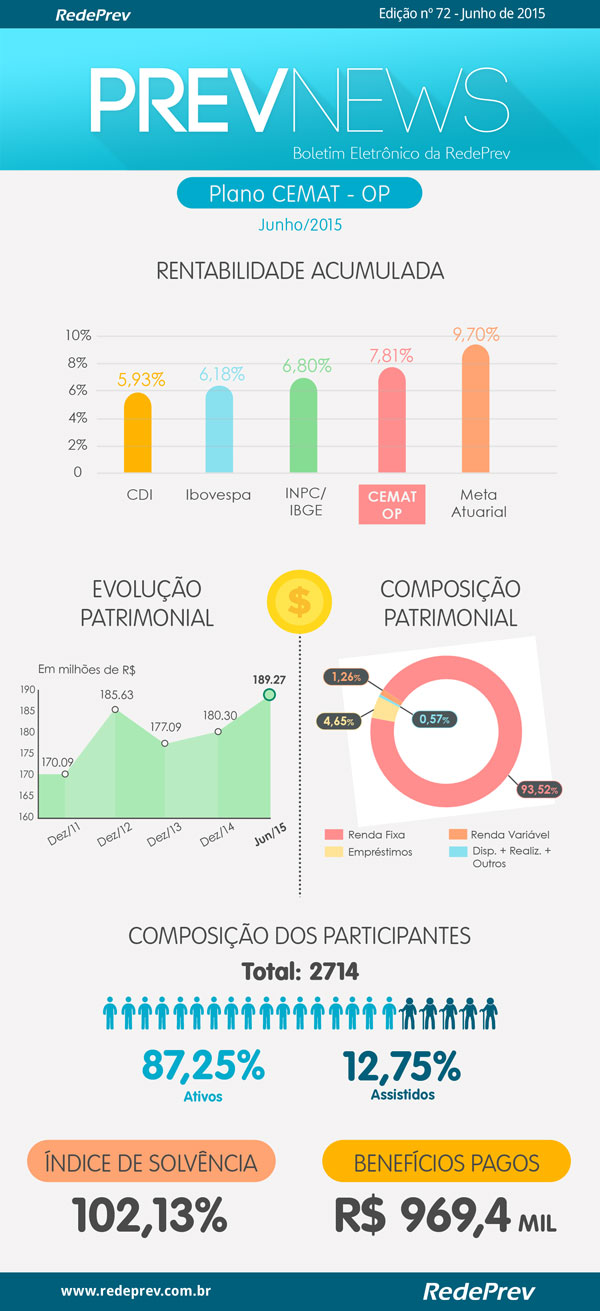 RedePrev
Edição nº 72 - Junho de 2015
PREVNEWS
Boletim Eletrônico da RedePrev
Plano CEMAT - OP
Junho/2015
RENTABILIDADE ACUMULADA
10%
8%
6%
4%
2%
0
5,93%
6,18%
6,80%
7,81%
9,70%
CDI
Ibovespa
INPC/
IBGE
CEMAT
OP
Meta
Atuarial
EVOLUÇÃO
PATRIMONIAL
$
COMPOSIÇÃO
PATRIMONIAL
Em milhões de R$
190
185
180
175
170
165
160
170.09
185.63
177.09
180.30
189.27
Dez/11
Dez/12
Dez/13
Dez/14
Jun/15
1,26%
4,65%
0,57%
93,52%
Renda Fixa
Renda Variável
Empréstimos
Disp. + Realiz. +
Outros
COMPOSIÇÃO DOS PARTICIPANTES
Total: 2714
87,25%
Ativos
12,75%
Assistidos
ÍNDICE DE SOLVÊNCIA
102,13%
BENEFÍCIOS PAGOS
R$ 969,4 MIL
www.redeprev.com.br
RedePrev